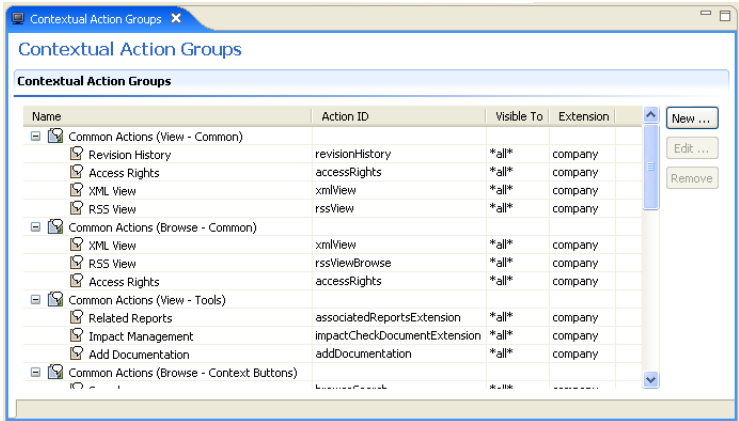 Contextual Action Groups
Contextual Action Groups
Contextual Action Groups
Name Action ID Visible To Extension
New ...
Common Actions (View - Common)
Revision History revisionHistory *all* company
Edit ...
Access Rights accessRights *all* company
XML View xmlView *all* company
Remove
RSS View rssView *all* company
Common Actions (Browse - Common)
XML View xmlView *all* company
RSS View rssViewBrowse *all* company
Access Rights accessRights *all* company
Common Actions (View - Tools)
Related Reports associatedReportsExtension *all* company
Impact Management impactCheckDocumentExtension *all* company
Add Documentation addDocumentation *all* company
Common Actions (Browse - Context Buttons)